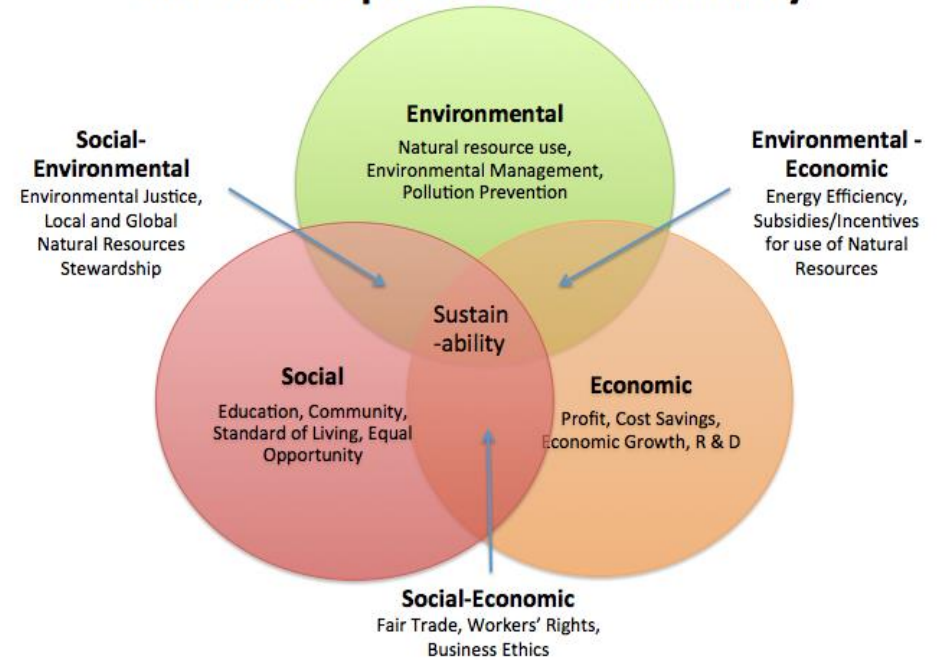 Environmental
Natural resource use,
Environmental Management,
Pollution Prevention
Social-
Environmental
Environmental Justice,
Local and Global
Natural Resources
Stewardship
Environmental -
Economic
Energy Efficiency,
Subsidies/Incentives
for use of Natural
Resources
Sustain
-ability
Social
Education, Community,
Standard of Living, Equal
Opportunity
Economic
Profit, Cost Savings,
Economic Growth, R & D
Social-Economic
Fair Trade, Workers’ Rights,
Business Ethics